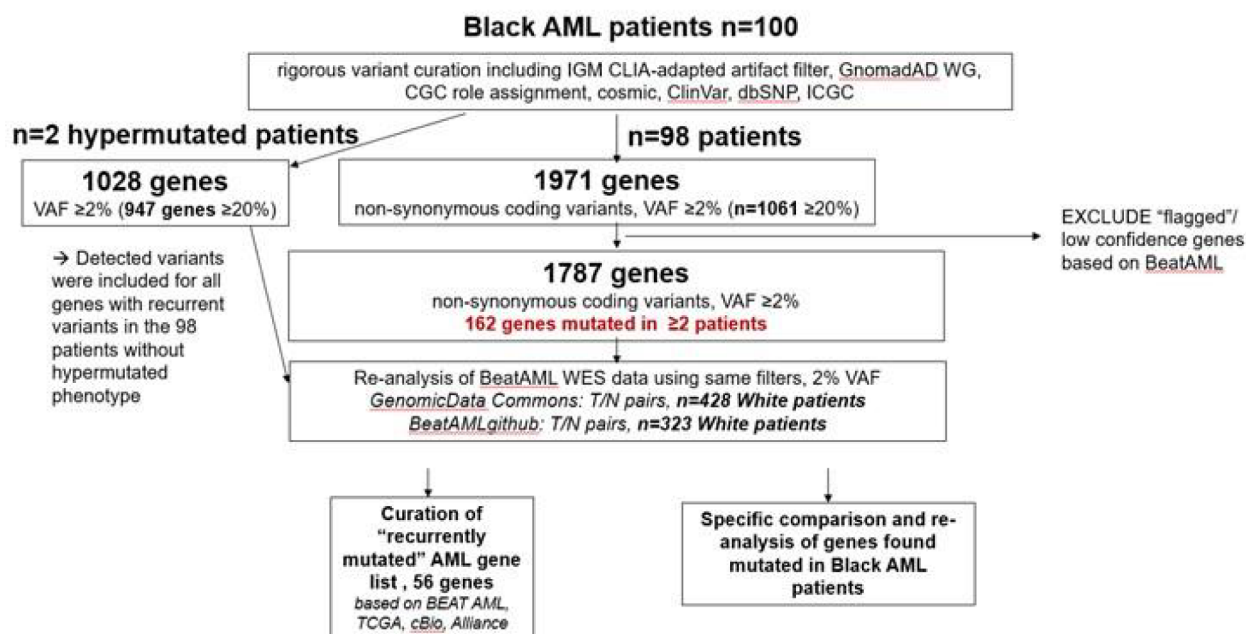 Black AML patients n=100
rigorous variant curation including IGM CLIA-adapted artifact filter, GnomadAD WG,
CGC role assignment, cosmic, ClinVar, dbSNP, ICGC
n=2 hypermutated patients
n=98 patients
1028 genes
VAF ≥2% (947 genes ≥20%)
1971 genes
non-synonymous coding variants, VAF ≥2% (n=1061 ≥20%)
EXCLUDE “flagged”/
low confidence genes
based on BeatAML
→ Detected variants
were included for all
genes with recurrent
variants in the 98
patients without
hypermutated
phenotype
1787 genes
non-synonymous coding variants, VAF ≥2%
162 genes mutated in ≥2 patients
Re-analysis of BeatAML WES data using same filters, 2% VAF
GenomicData Commons: T/N pairs, n=428 White patients
BeatAMLgithub: T/N pairs, n=323 White patients
Curation of
“recurrently
mutated” AML gene
list , 56 genes
based on BEAT AML,
TCGA, cBio, Alliance
Specific comparison and re-
analysis of genes found
mutated in Black AML
patients